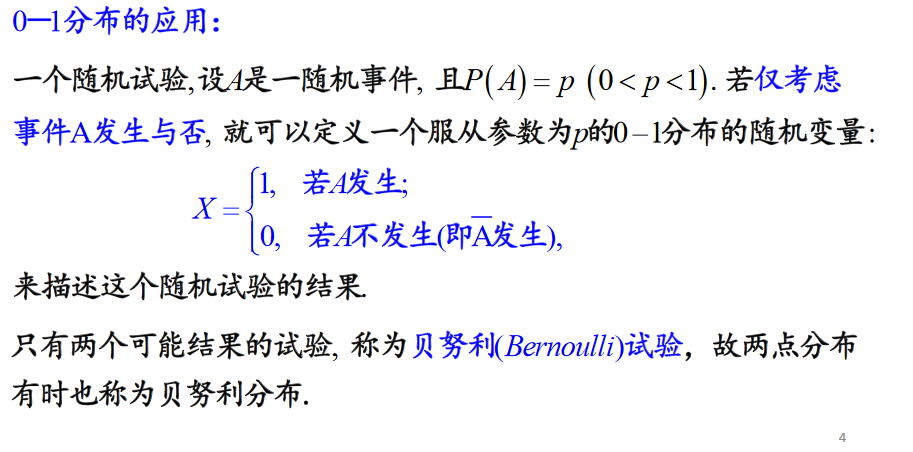 0—1分布的应用：
一个随机试验,设A是一随机事件, 且P(A) = p (0 < p < 1). 若仅考虑
事件A发生与否, 就可以定义一个服从参数为p的0 – 1分布的随机变量:
X = {1, 若A发生;
0, 若A不发生(即A̅发生),
来描述这个随机试验的结果.
只有两个可能结果的试验, 称为贝努利(Bernoulli)试验，故两点分布
有时也称为贝努利分布.
4